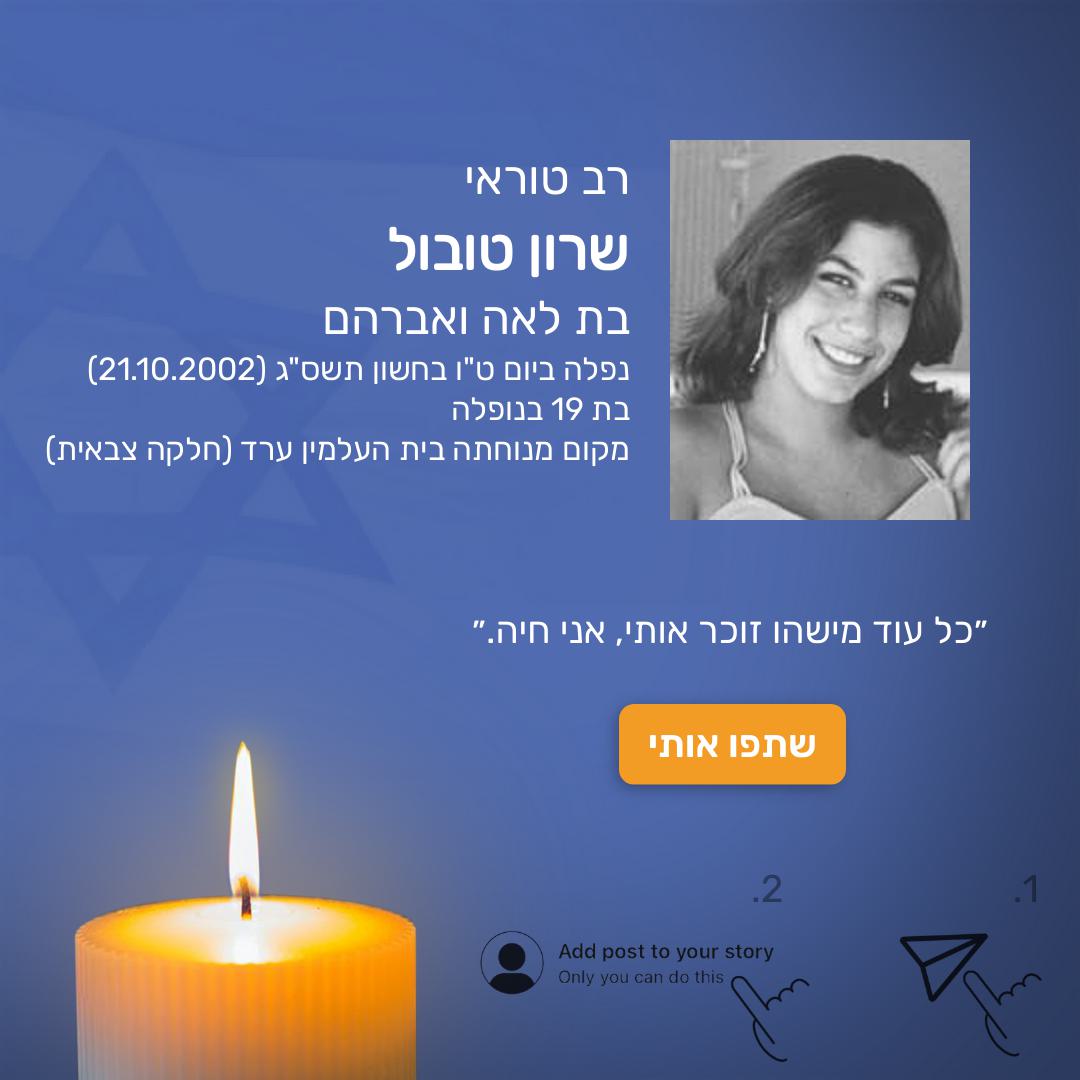 רב טוראי
שרון טובול
בת לאה ואברהם
נפלה ביום ט"ו בחשון תשס"ג (21.10.2002)
בת 19 בנופלה
מקום מנוחתה בית העלמין ערד (חלקה צבאית)
״כל עוד מישהו זוכר אותי, אני חיה.״
שתפו אותי
1.
2.
Add post to your story
Only you can do this